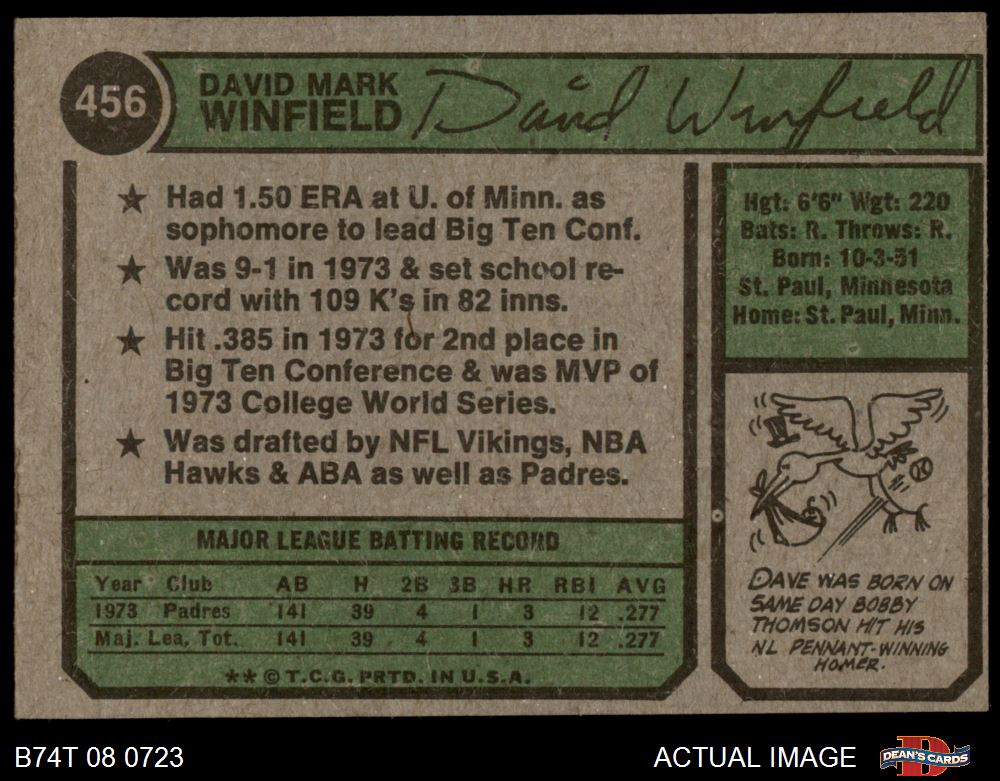 456
DAVID MARK
WINFIELD
David Winfield
★ Had 1.50 ERA at U. of Minn. as
sophomore to lead Big Ten Conf.
★ Was 9-1 in 1973 & set school re-
cord with 109 K's in 82 inns.
★ Hit .385 in 1973 for 2nd place in
Big Ten Conference & was MVP of
1973 College World Series.
★ Was drafted by NFL Vikings, NBA
Hawks & ABA as well as Padres.
Hgt: 6'6" Wgt: 220
Bats: R. Throws: R.
Born: 10-3-51
St. Paul, Minnesota
Home: St. Paul, Minn.
DAVE WAS BORN ON
SAME DAY BOBBY
THOMSON HIT HIS
NL PENNANT-WINNING
HOMER.
MAJOR LEAGUE BATTING RECORD
Year Club AB H 2B 3B HR RBI AVG
1973 Padres 141 39 4 1 3 12 .277
Maj. Lea. Tot. 141 39 4 1 3 12 .277
**©T.C.G. PRTD. IN U.S.A.
B74T 08 0723
ACTUAL IMAGE
DEAN'S CARDS